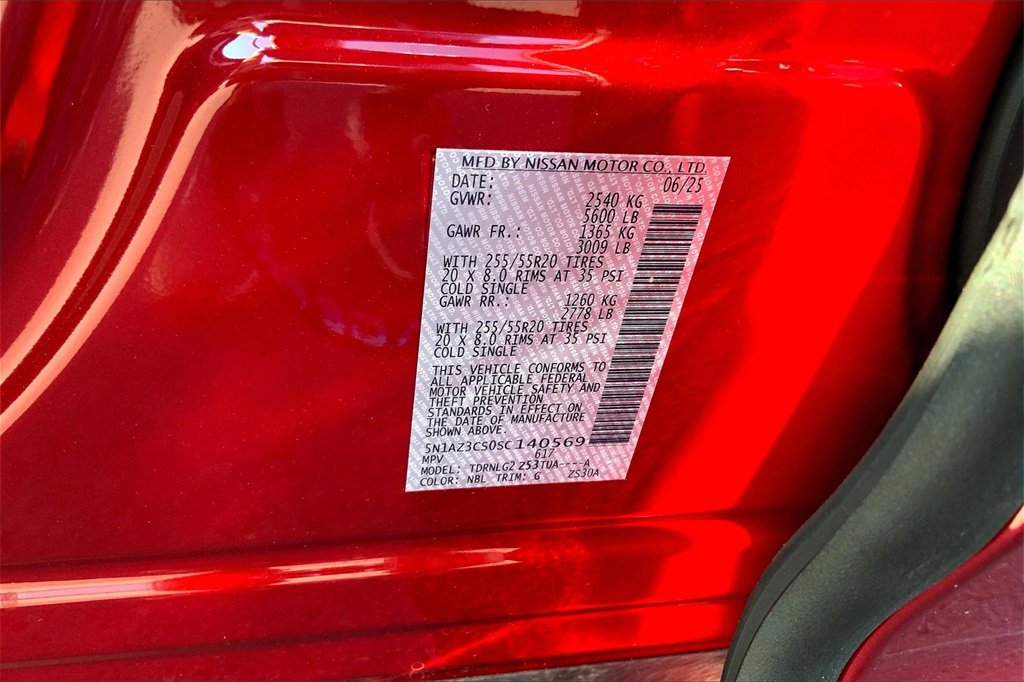 MFD BY NISSAN MOTOR CO., LTD.
DATE: 06/25
GVWR: 2540 KG
5600 LB
GAWR FR.: 1365 KG
3009 LB
WITH 255/55R20 TIRES
20 X 8.0 RIMS AT 35 PSI
COLD SINGLE
GAWR RR.: 1260 KG
2778 LB
WITH 255/55R20 TIRES
20 X 8.0 RIMS AT 35 PSI
COLD SINGLE
THIS VEHICLE CONFORMS TO
ALL APPLICABLE FEDERAL
MOTOR VEHICLE SAFETY AND
THEFT PREVENTION
STANDARDS IN EFFECT ON
THE DATE OF MANUFACTURE
SHOWN ABOVE.
5N1AZ3CS0SC140569
MPV 617
MODEL: TDRNLG2 Z53TUA----A
COLOR: NBL TRIM: G ZS30A